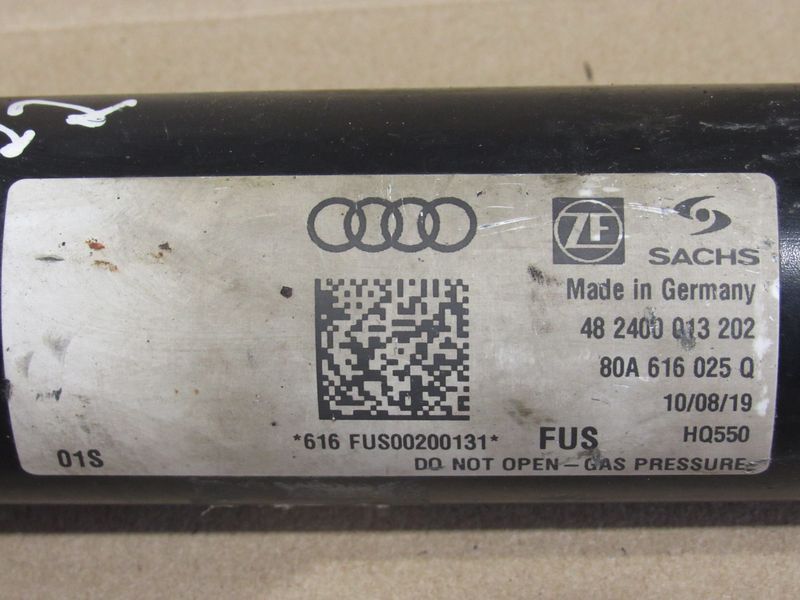 ZF
SACHS
Made in Germany
48 2400 013 202
80A 616 025 Q
10/08/19
*616 FUS00200131*
FUS
HQ550
01S
DO NOT OPEN – GAS PRESSURE